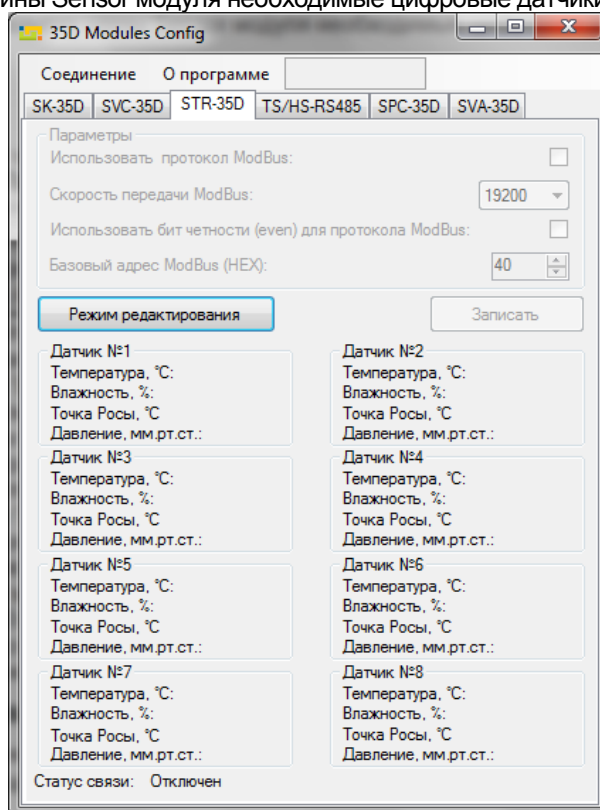 ины Sensor модуля необходимые цифровые датчики
35D Modules Config
Соединение О программе
SK-35D SVC-35D STR-35D TS/HS-RS485 SPC-35D SVA-35D
Параметры
Использовать протокол ModBus:
Скорость передачи ModBus: 19200
Использовать бит четности (even) для протокола ModBus:
Базовый адрес ModBus (HEX): 40
Режим редактирования Записать
Датчик №1 Датчик №2
Температура, °C: Температура, °C:
Влажность, %: Влажность, %:
Точка Росы, °C Точка Росы, °C
Давление, мм.рт.ст.: Давление, мм.рт.ст.:
Датчик №3 Датчик №4
Температура, °C: Температура, °C:
Влажность, %: Влажность, %:
Точка Росы, °C Точка Росы, °C
Давление, мм.рт.ст.: Давление, мм.рт.ст.:
Датчик №5 Датчик №6
Температура, °C: Температура, °C:
Влажность, %: Влажность, %:
Точка Росы, °C Точка Росы, °C
Давление, мм.рт.ст.: Давление, мм.рт.ст.:
Датчик №7 Датчик №8
Температура, °C: Температура, °C:
Влажность, %: Влажность, %:
Точка Росы, °C Точка Росы, °C
Давление, мм.рт.ст.: Давление, мм.рт.ст.:
Статус связи: Отключен